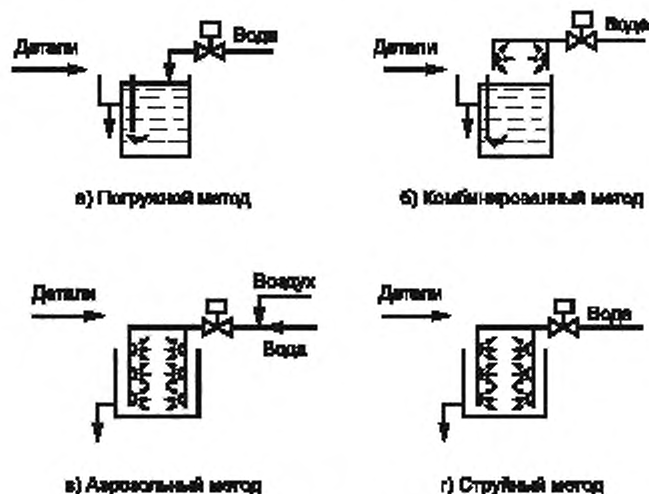 Детали
Вода
а) Погружной метод
Детали
Вода
б) Комбинированный метод
Детали
Воздух
Вода
в) Аэрозольный метод
Детали
Вода
г) Струйный метод